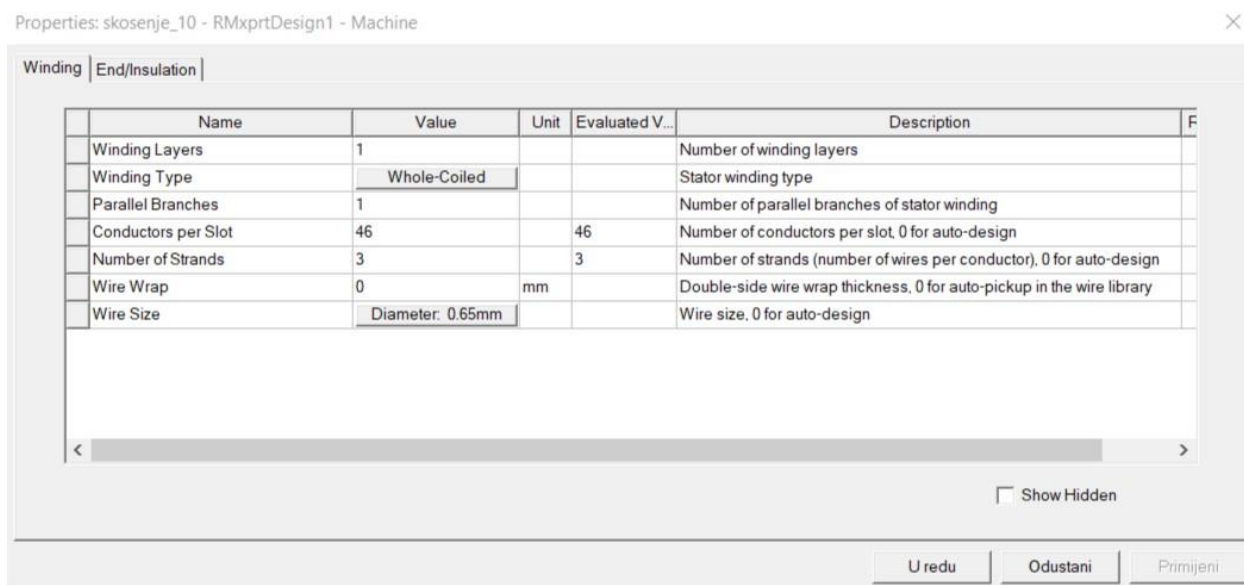 Properties: skosenje_10 - RMxprtDesign1 - Machine
Winding End/Insulation
Name Value Unit Evaluated V... Description F
Winding Layers 1 Number of winding layers
Winding Type Whole-Coiled Stator winding type
Parallel Branches 1 Number of parallel branches of stator winding
Conductors per Slot 46 46 Number of conductors per slot, 0 for auto-design
Number of Strands 3 3 Number of strands (number of wires per conductor), 0 for auto-design
Wire Wrap 0 mm Double-side wire wrap thickness, 0 for auto-pickup in the wire library
Wire Size Diameter: 0.65mm Wire size, 0 for auto-design
Show Hidden
U redu Odustani Primijeni